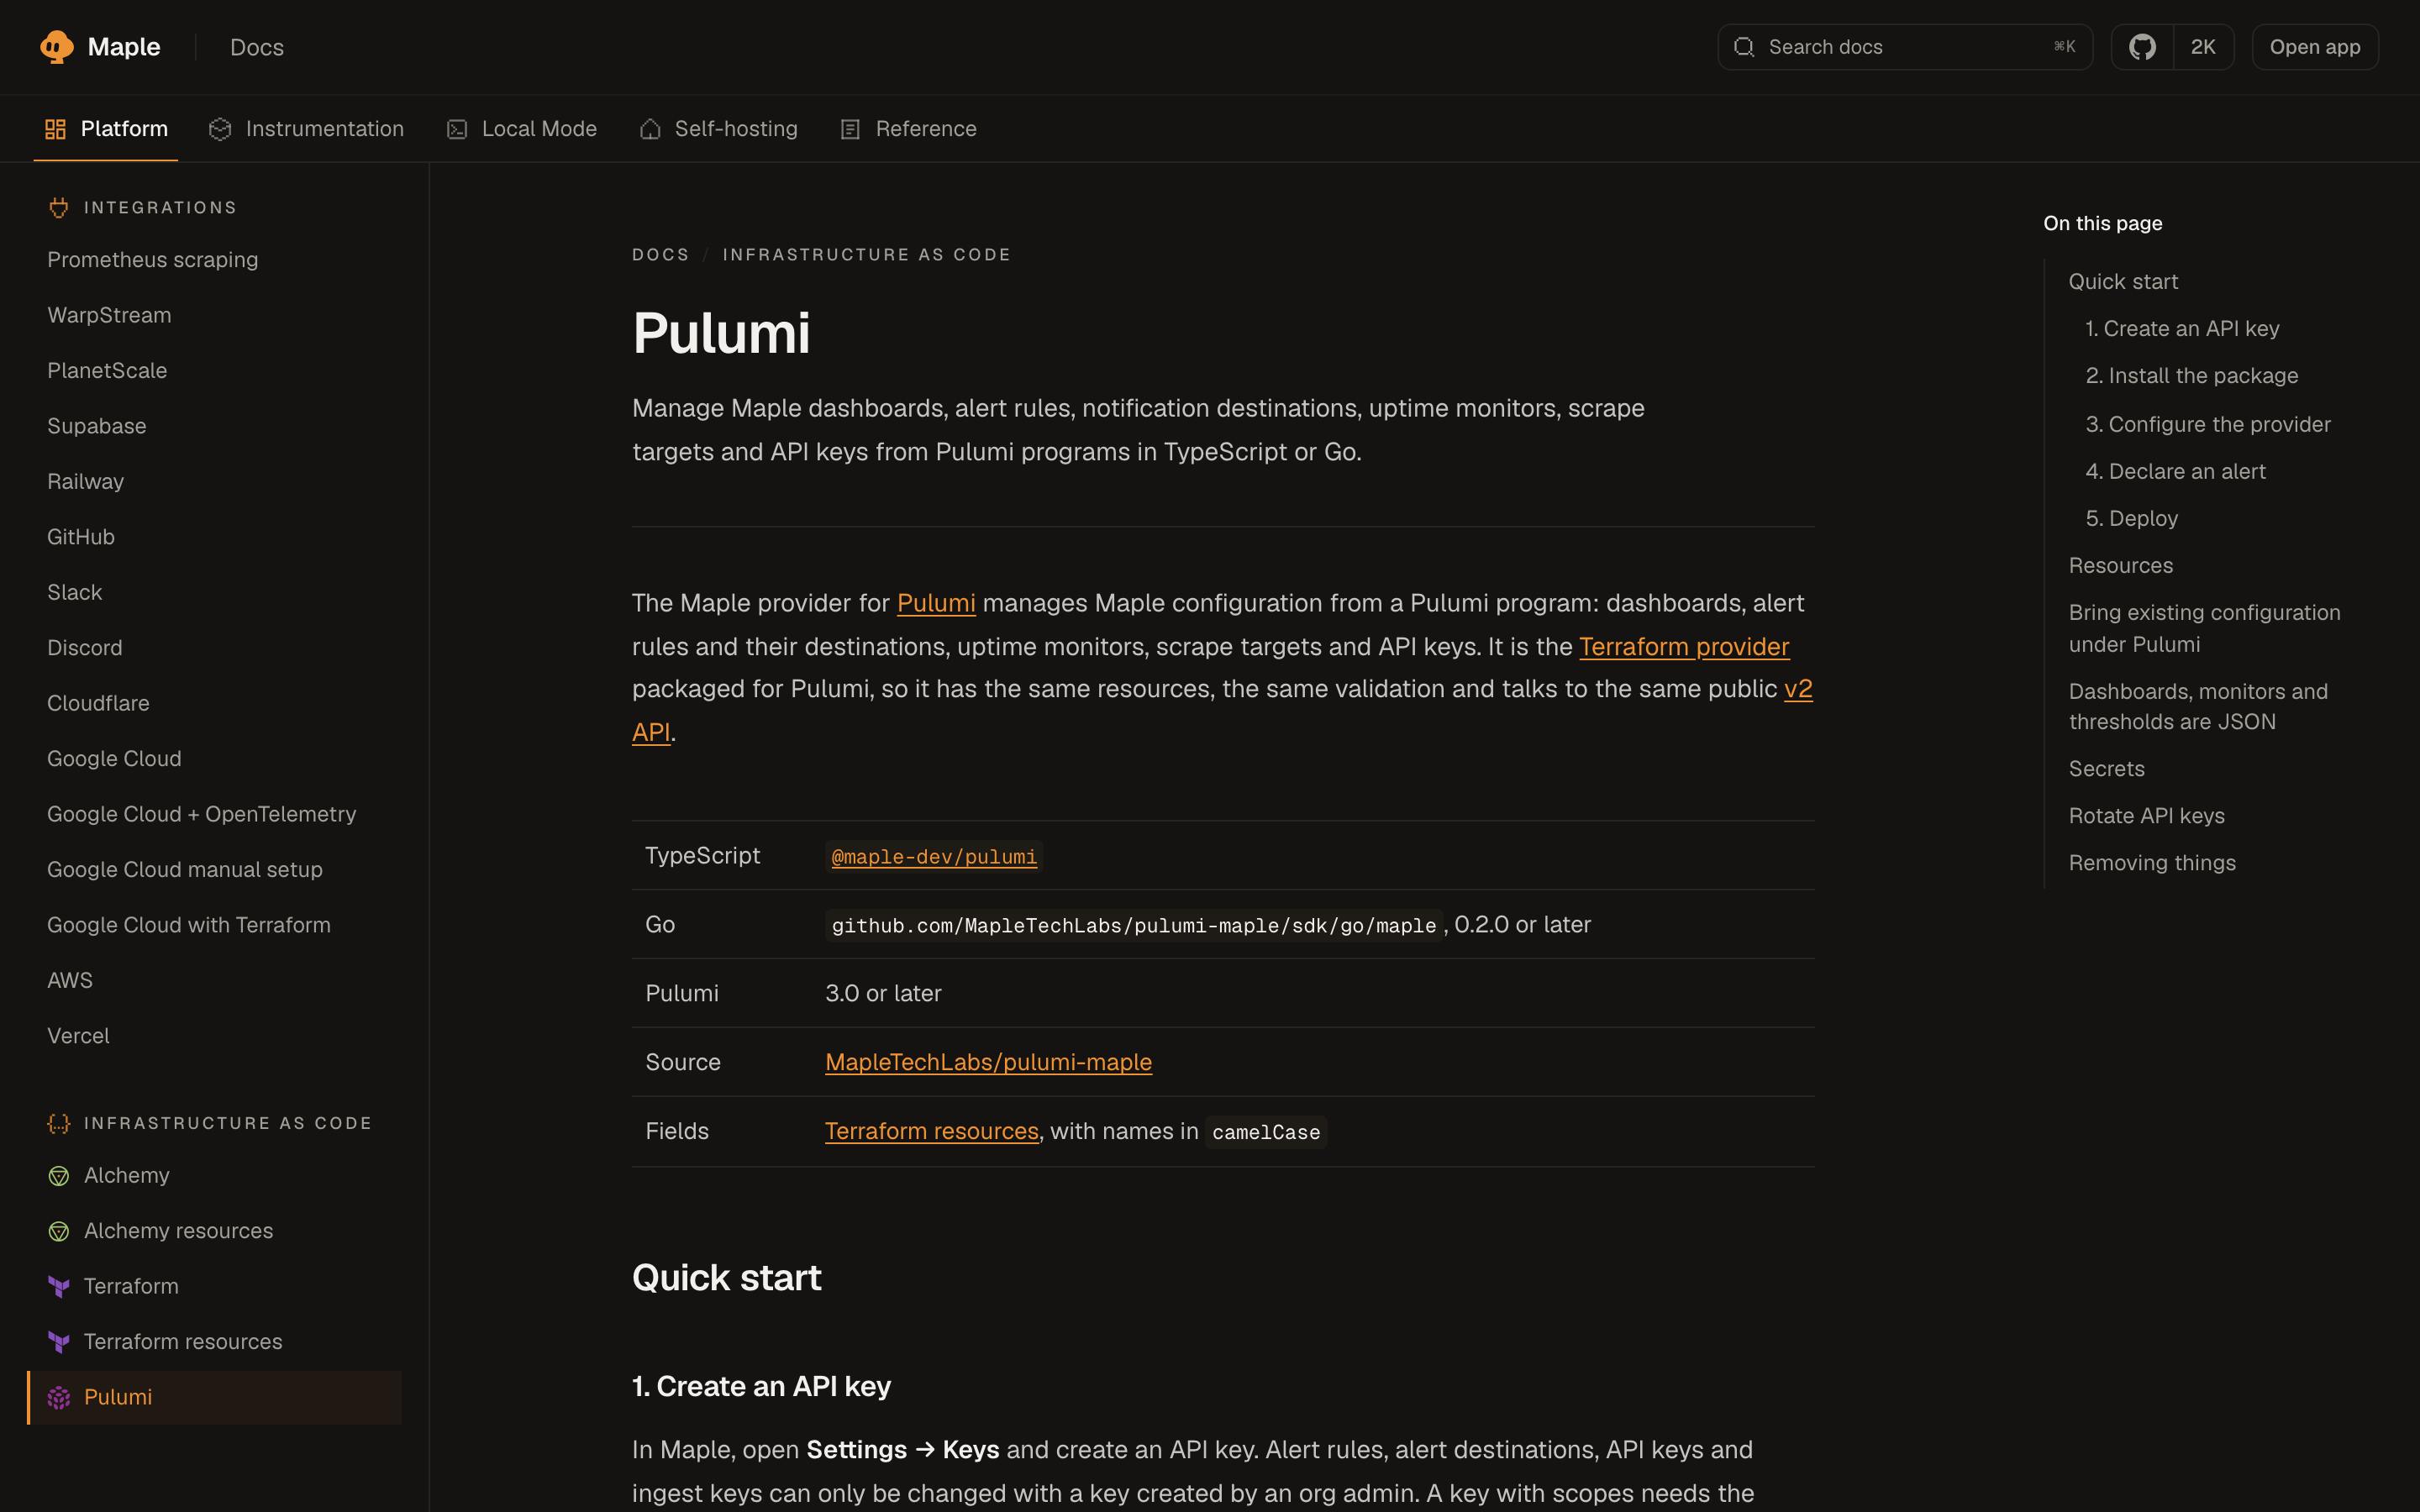 Maple
Docs
Search docs
⌘K
2K
Open app
Platform
Instrumentation
Local Mode
Self-hosting
Reference
INTEGRATIONS
Prometheus scraping
WarpStream
PlanetScale
Supabase
Railway
GitHub
Slack
Discord
Cloudflare
Google Cloud
Google Cloud + OpenTelemetry
Google Cloud manual setup
Google Cloud with Terraform
AWS
Vercel
INFRASTRUCTURE AS CODE
Alchemy
Alchemy resources
Terraform
Terraform resources
Pulumi
DOCS / INFRASTRUCTURE AS CODE
Pulumi
Manage Maple dashboards, alert rules, notification destinations, uptime monitors, scrape
targets and API keys from Pulumi programs in TypeScript or Go.
The Maple provider for Pulumi manages Maple configuration from a Pulumi program: dashboards, alert
rules and their destinations, uptime monitors, scrape targets and API keys. It is the Terraform provider
packaged for Pulumi, so it has the same resources, the same validation and talks to the same public v2
API.
TypeScript @maple-dev/pulumi
Go github.com/MapleTechLabs/pulumi-maple/sdk/go/maple, 0.2.0 or later
Pulumi 3.0 or later
Source MapleTechLabs/pulumi-maple
Fields Terraform resources, with names in camelCase
Quick start
1. Create an API key
In Maple, open Settings → Keys and create an API key. Alert rules, alert destinations, API keys and
ingest keys can only be changed with a key created by an org admin. A key with scopes needs the
On this page
Quick start
1. Create an API key
2. Install the package
3. Configure the provider
4. Declare an alert
5. Deploy
Resources
Bring existing configuration
under Pulumi
Dashboards, monitors and
thresholds are JSON
Secrets
Rotate API keys
Removing things